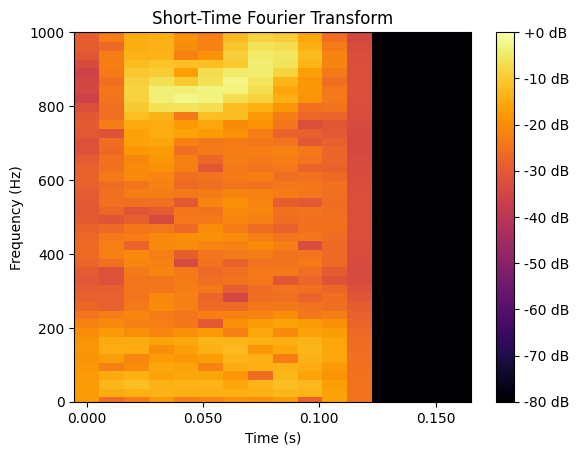 Short-Time Fourier Transform
1000
800
600
400
200
0
Frequency (Hz)
0.000
0.050
0.100
0.150
Time (s)
+0 dB
-10 dB
-20 dB
-30 dB
-40 dB
-50 dB
-60 dB
-70 dB
-80 dB